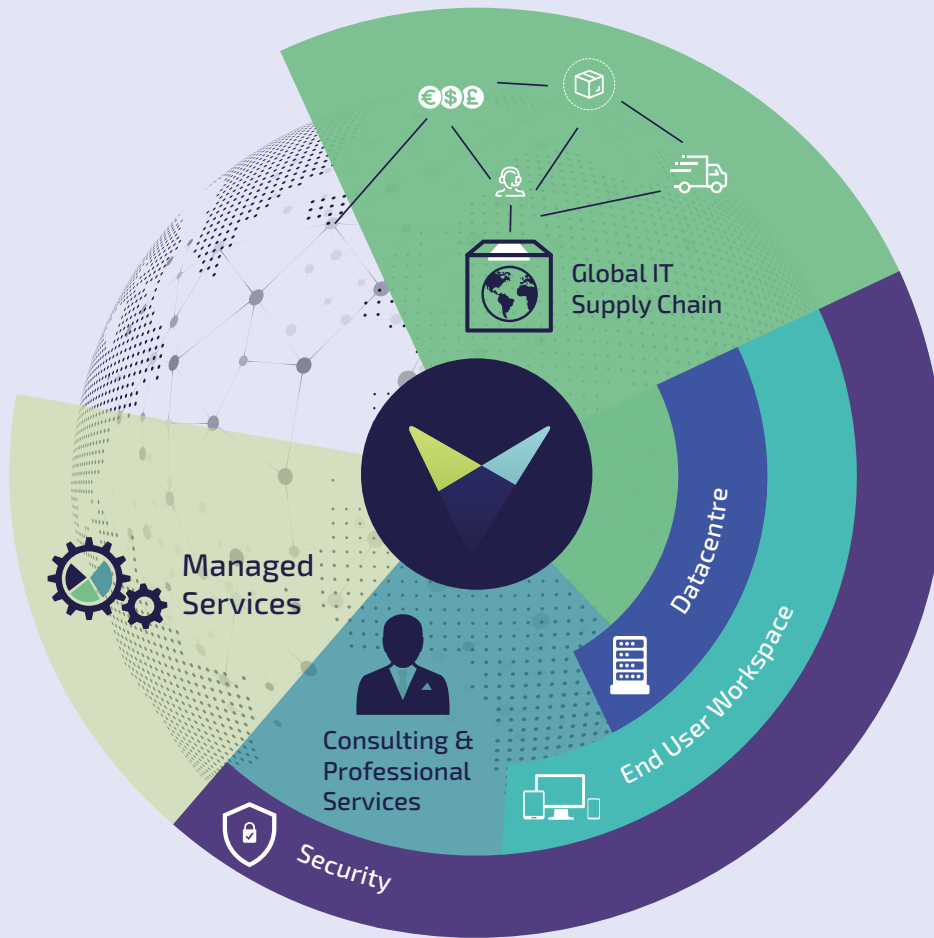 € $ £
Global IT
Supply Chain
Datacentre
End User Workspace
Managed
Services
Consulting &
Professional
Services
Security